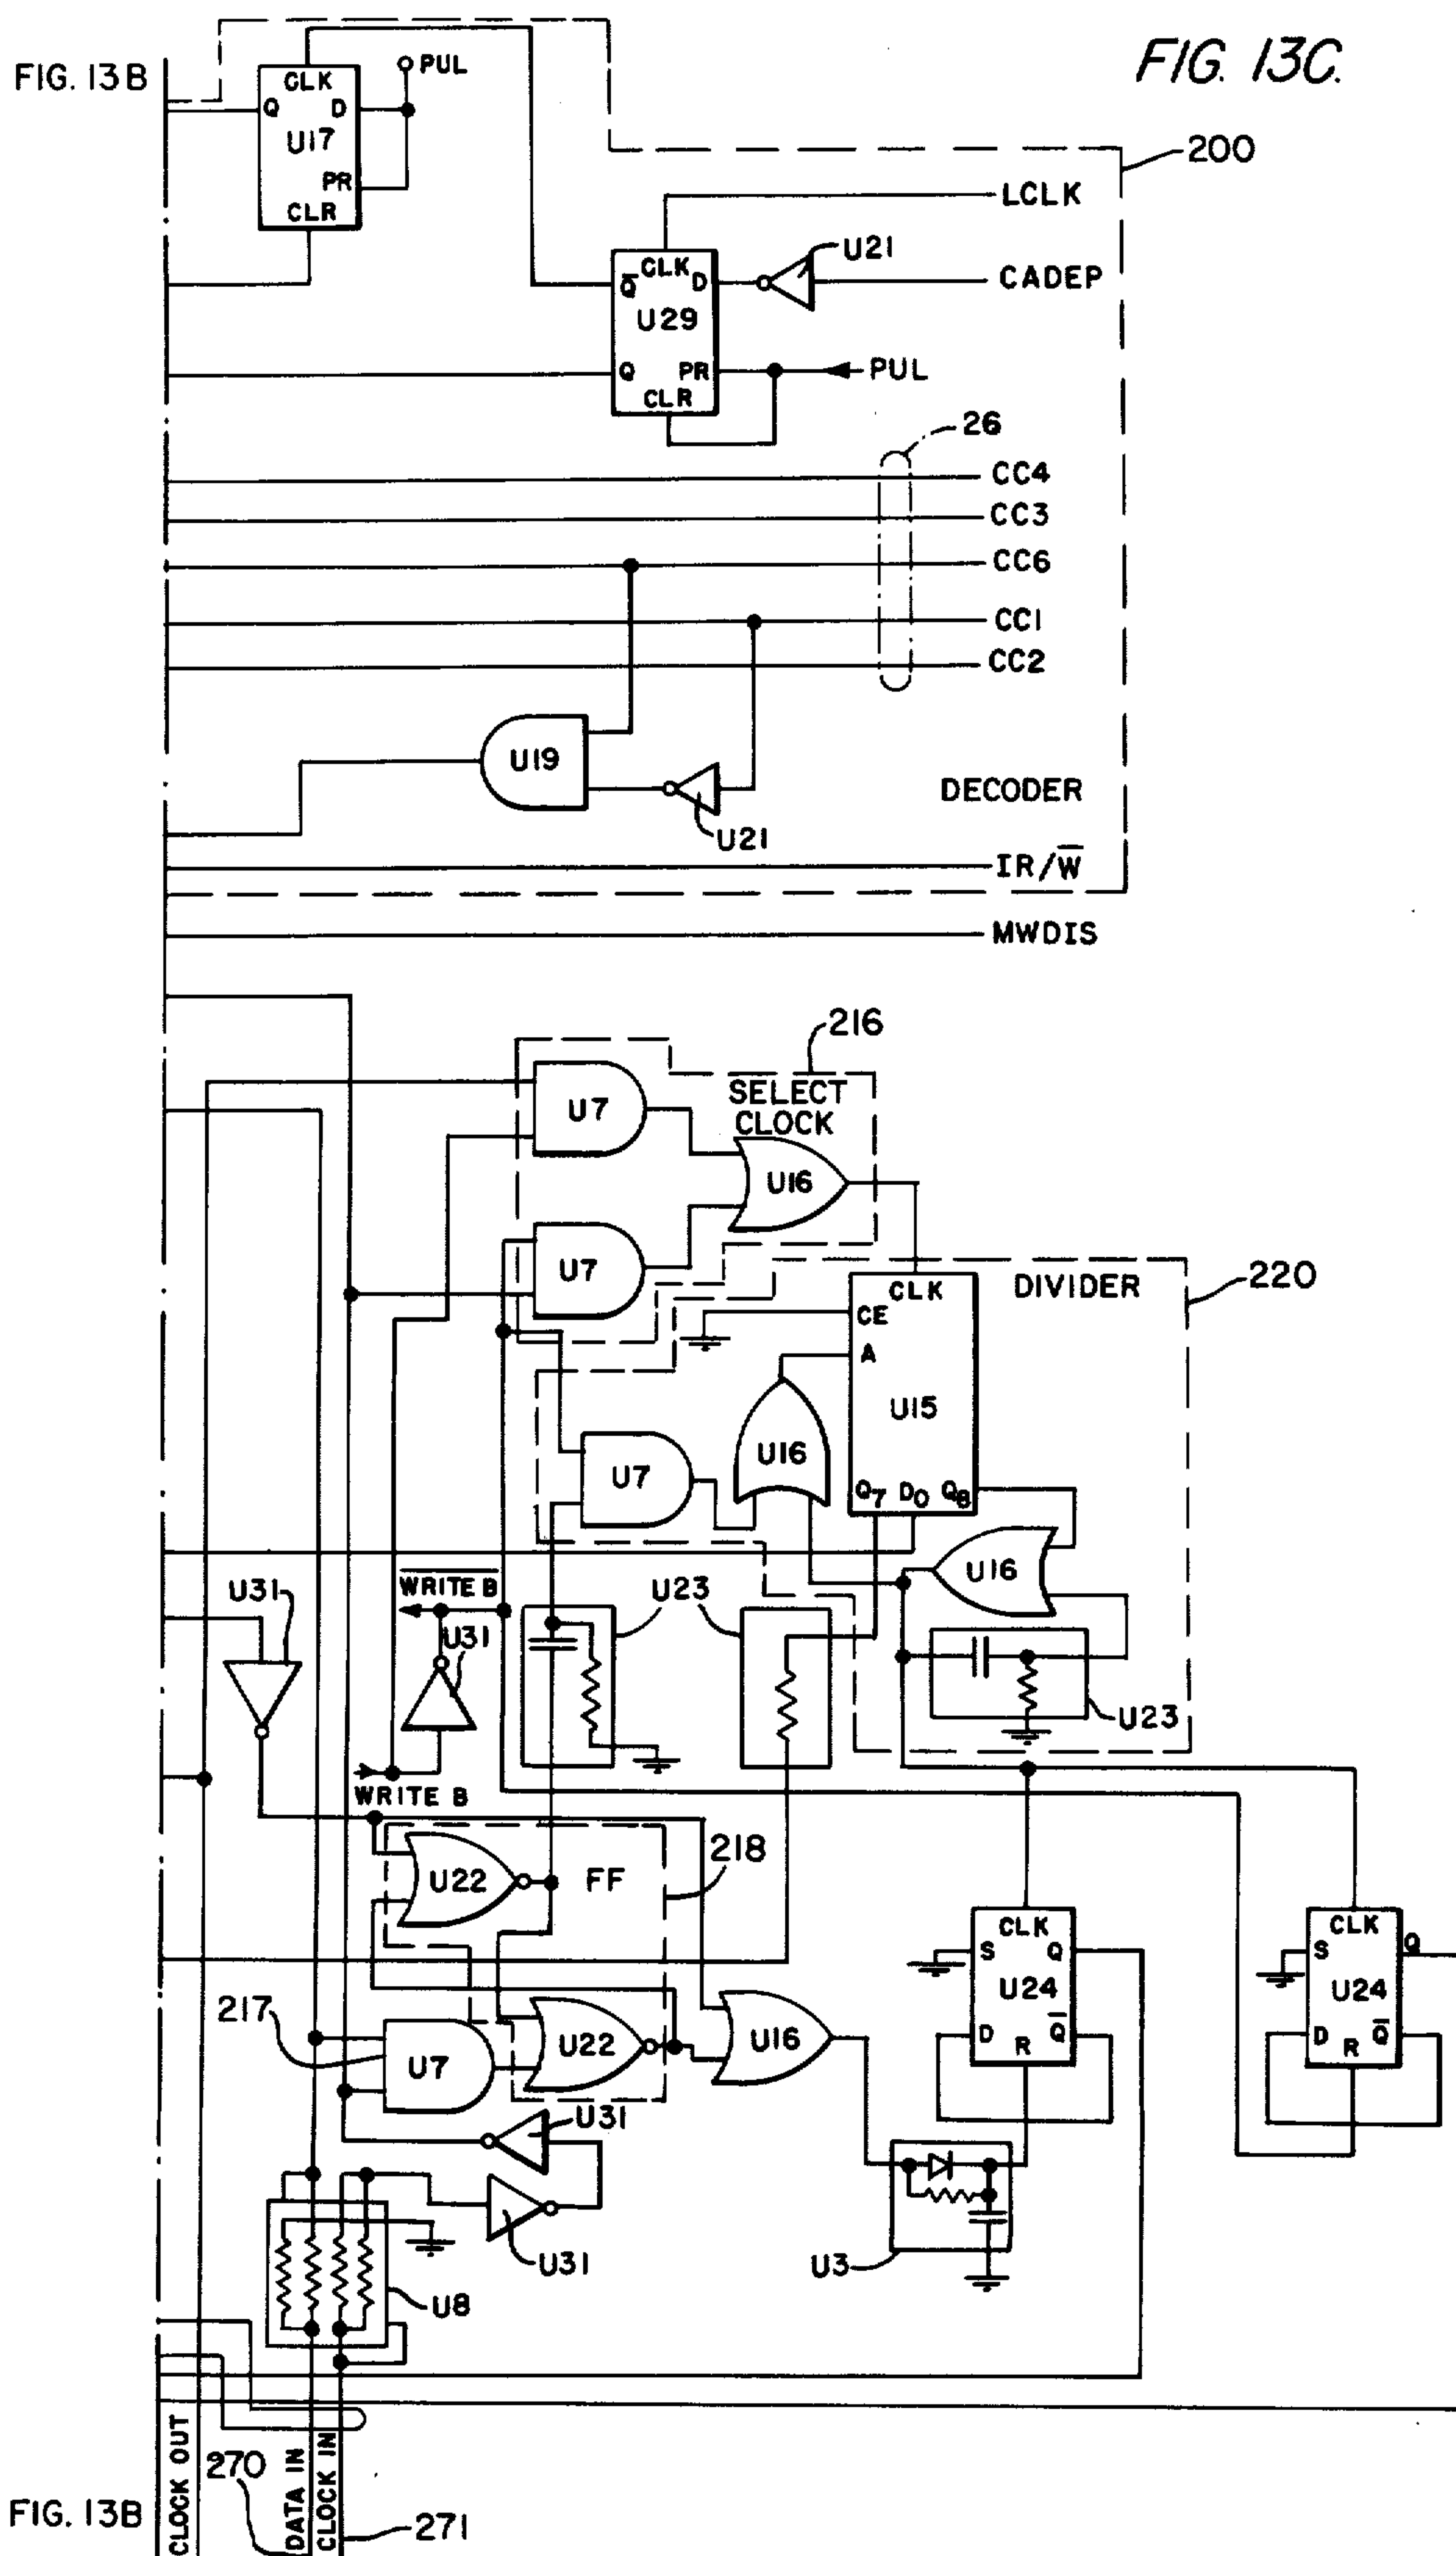 FIG. 13C.
FIG. 13B
CLK
PUL
Q
D
U17
PR
CLR
200
LCLK
U21
CLK
D
CADEP
Q̅
U29
Q
PR
PUL
CLR
26
CC4
CC3
CC6
CC1
CC2
U19
DECODER
U21
IR/W̅
MWDIS
216
SELECT
CLOCK
U7
U16
U7
CLK
DIVIDER
220
CE
A
U15
U16
U7
Q7
D0
Q8
U16
U31
W̅R̅I̅T̅E̅ ̅B̅
U23
U31
U23
WRITE B
218
U22
FF
CLK
S
Q
U24
D
R
Q̅
CLK
S
Q
U24
D
R
Q̅
217
U7
U22
U16
U31
U31
U3
U8
CLOCK OUT
270
DATA IN
CLOCK IN
271
FIG. 13B